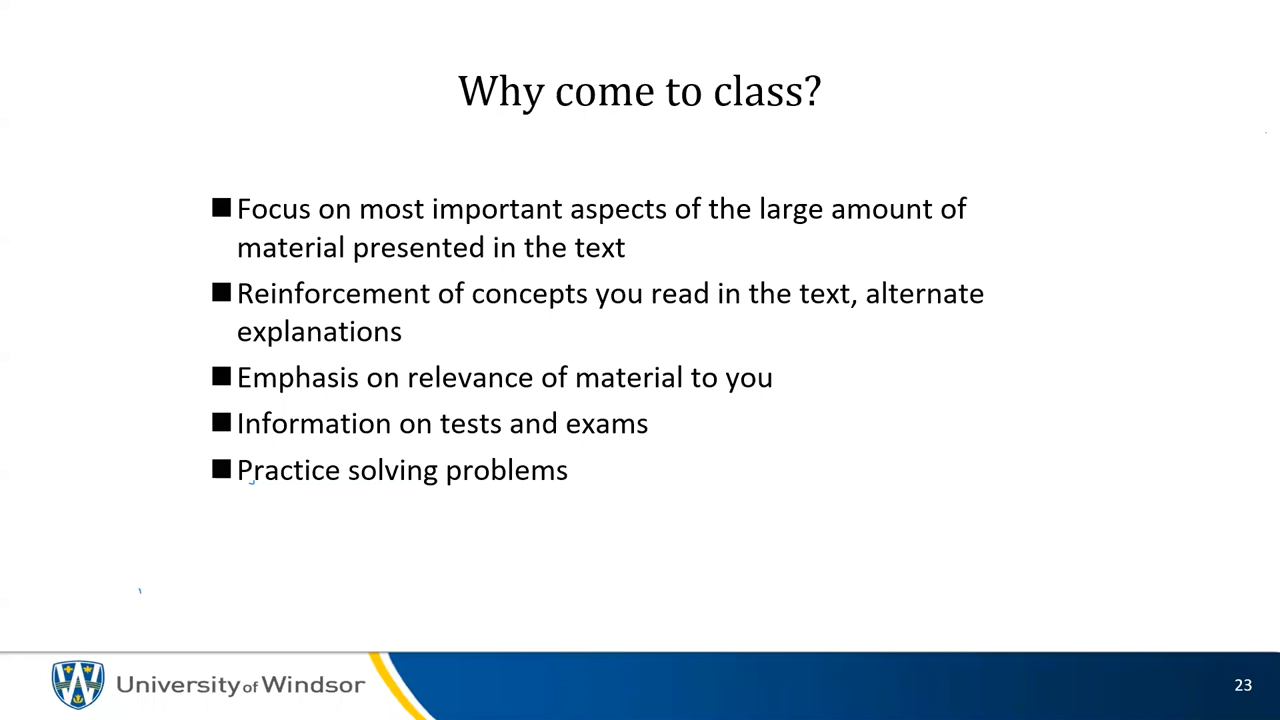 Why come to class?
Focus on most important aspects of the large amount of
material presented in the text
Reinforcement of concepts you read in the text, alternate
explanations
Emphasis on relevance of material to you
Information on tests and exams
Practice solving problems
University of Windsor
23